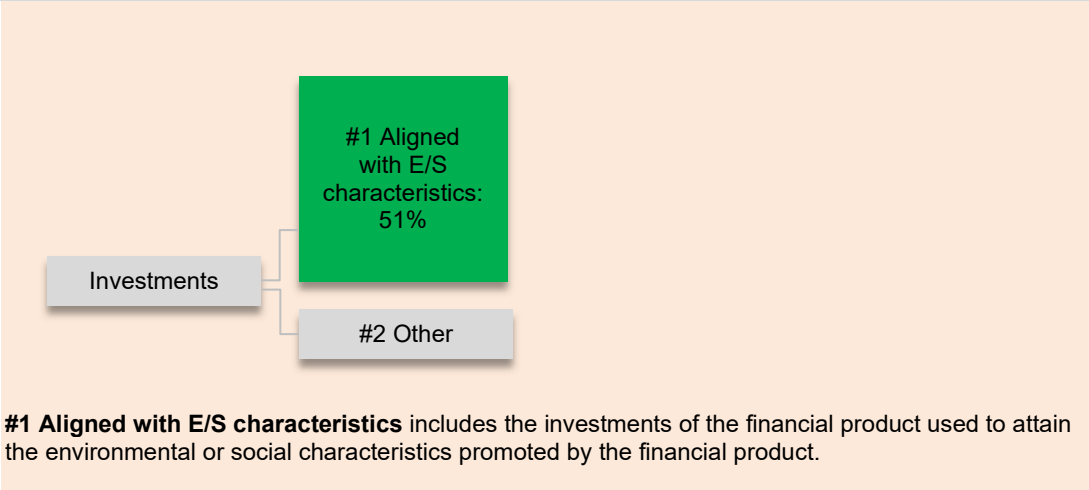 #1 Aligned
with E/S
characteristics:
51%
Investments
#2 Other
#1 Aligned with E/S characteristics includes the investments of the financial product used to attain
the environmental or social characteristics promoted by the financial product.